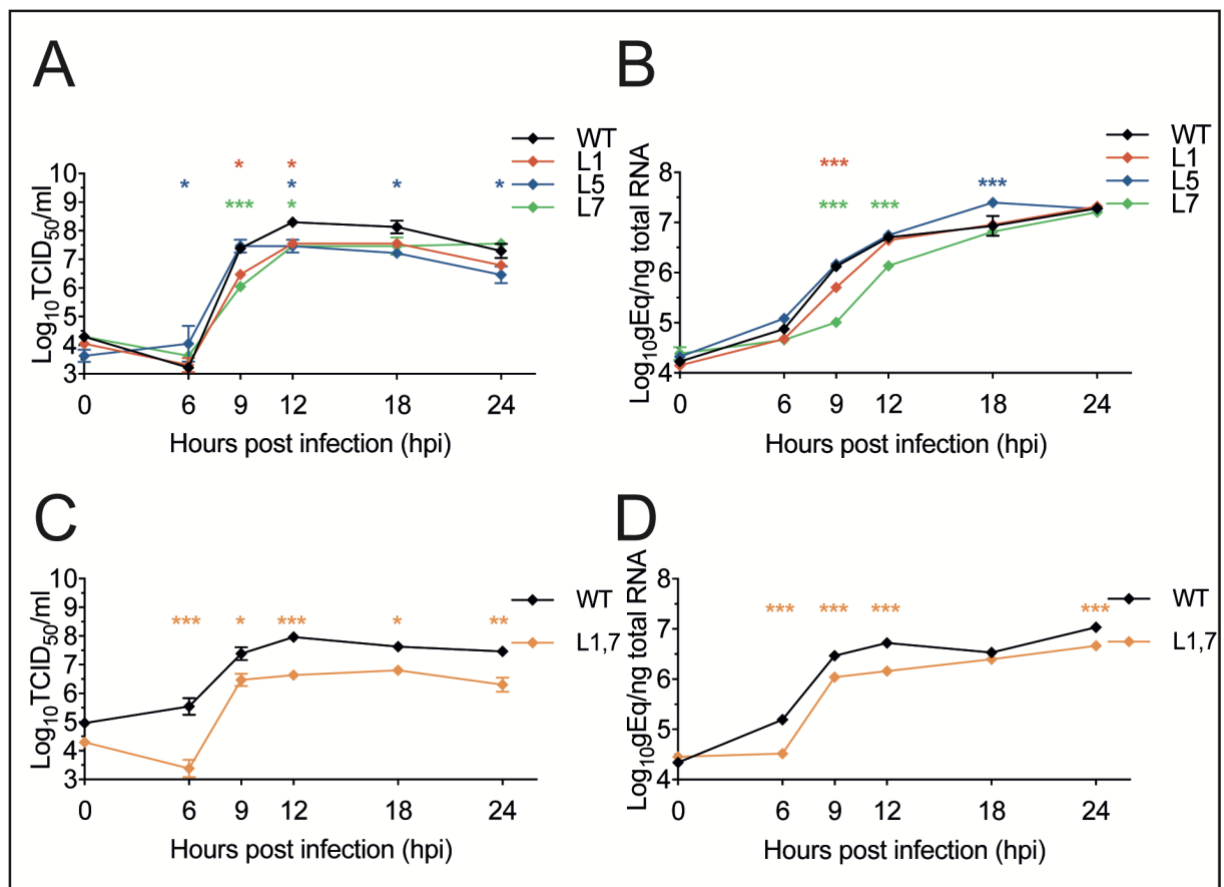 A
B
WT
L1
L5
L7
WT
L1
L5
L7
* *
* * * *
*** *
***
***
*** ***
Log10TCID50/ml
10
9
8
7
6
5
4
3
0 6 9 12 18 24
Hours post infection (hpi)
Log10gEq/ng total RNA
8
7
6
5
4
0 6 9 12 18 24
Hours post infection (hpi)
C
D
WT
L1,7
WT
L1,7
*** * *** * **
*** *** *** ***
Log10TCID50/ml
10
9
8
7
6
5
4
3
0 6 9 12 18 24
Hours post infection (hpi)
Log10gEq/ng total RNA
8
7
6
5
4
0 6 9 12 18 24
Hours post infection (hpi)